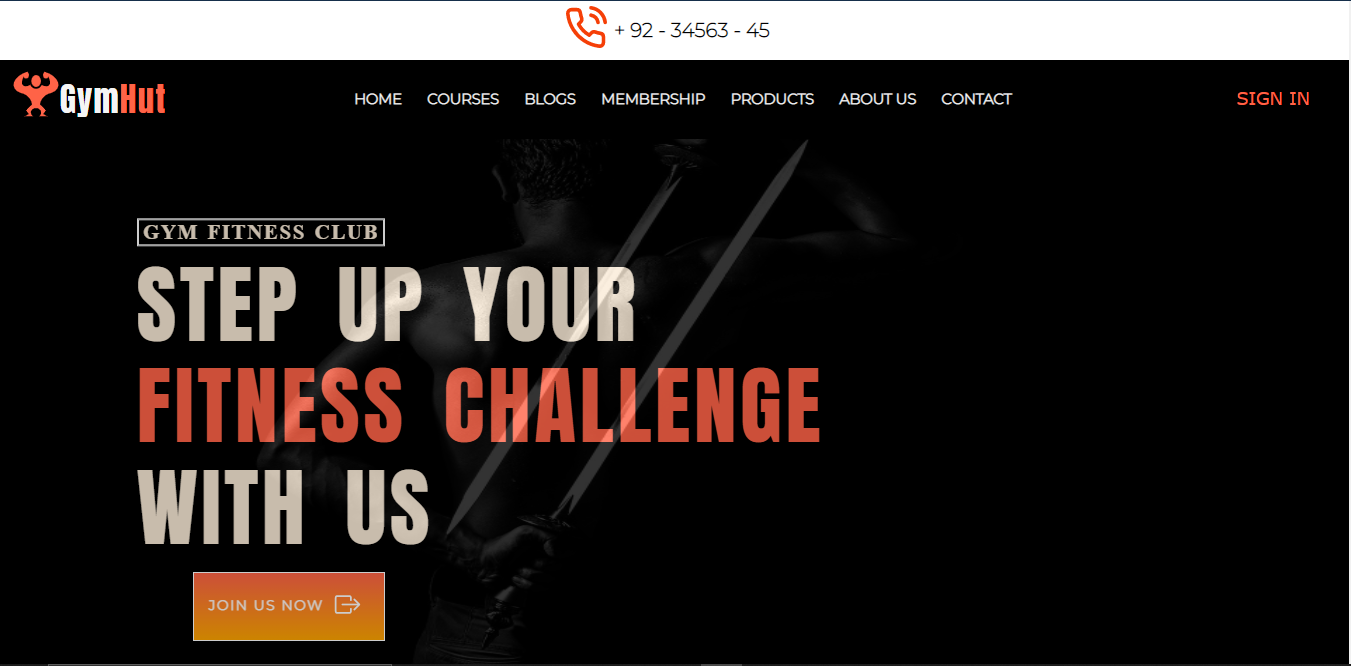 + 92 - 34563 - 45
GymHut
HOME COURSES BLOGS MEMBERSHIP PRODUCTS ABOUT US CONTACT
SIGN IN
GYM FITNESS CLUB
STEP UP YOUR
FITNESS CHALLENGE
WITH US
JOIN US NOW